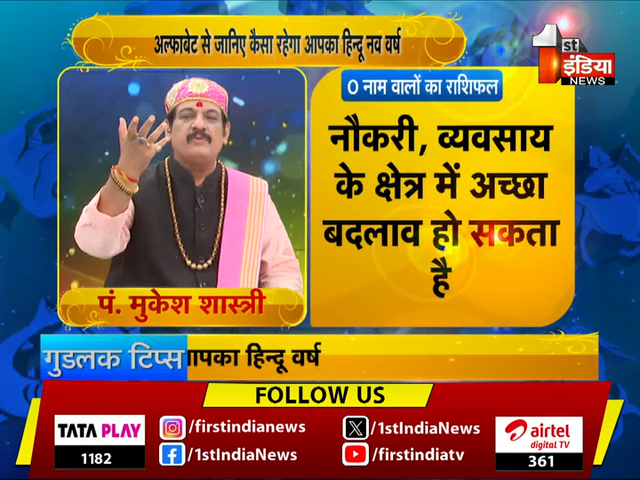 अल्फाबेट से जानिए कैसा रहेगा आपका हिन्दू नव वर्ष
1st
इंडिया
NEWS
O नाम वालों का राशिफल
नौकरी, व्यवसाय
के क्षेत्र में अच्छा
बदलाव हो सकता
है
पं. मुकेश शास्त्री
गुडलक टिप्स
आपका हिन्दू वर्ष
FOLLOW US
TATA PLAY
1182
/firstindianews
/1stIndiaNews
/1stIndiaNews
/firstindiatv
airtel
digital TV
361